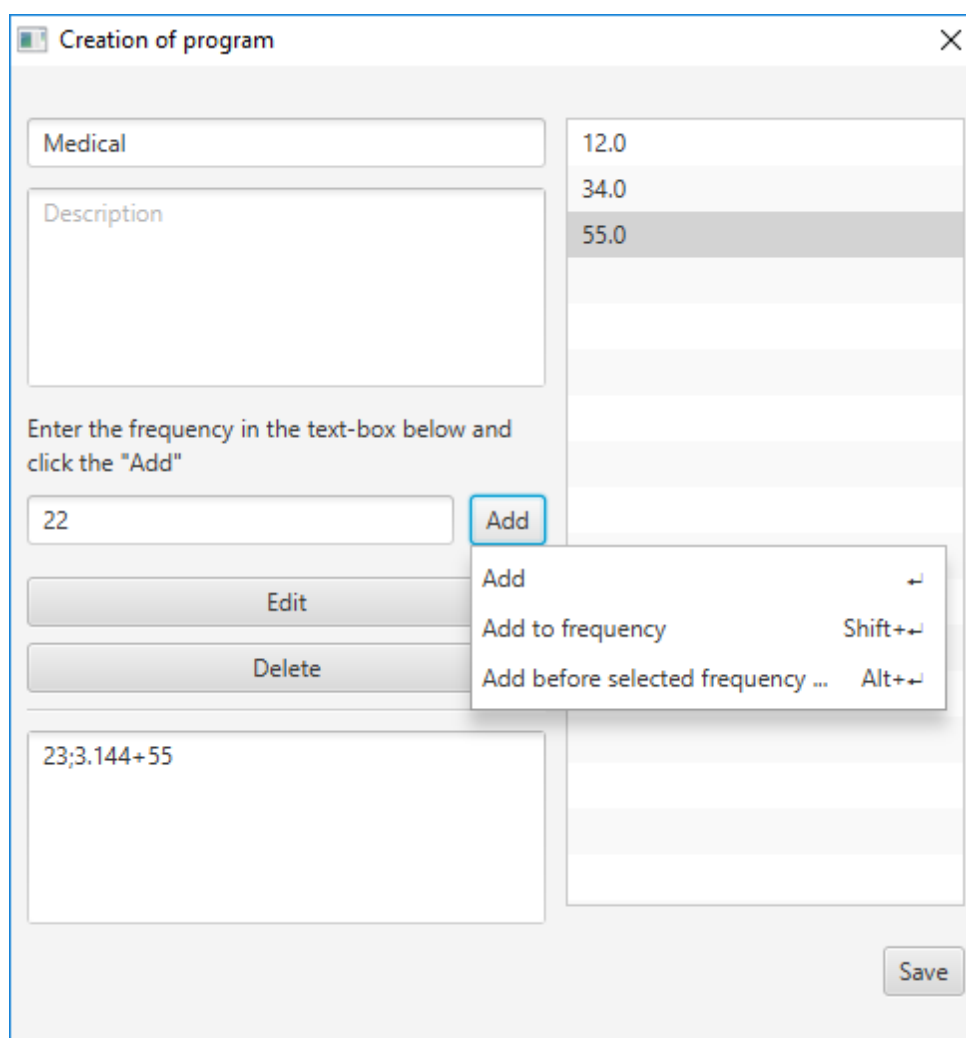 Creation of program
Medical
Description
Enter the frequency in the text-box below and
click the "Add"
22
Add
Edit
Delete
23;3.144+55
12.0
34.0
55.0
Add ↵
Add to frequency Shift+↵
Add before selected frequency ... Alt+↵
Save